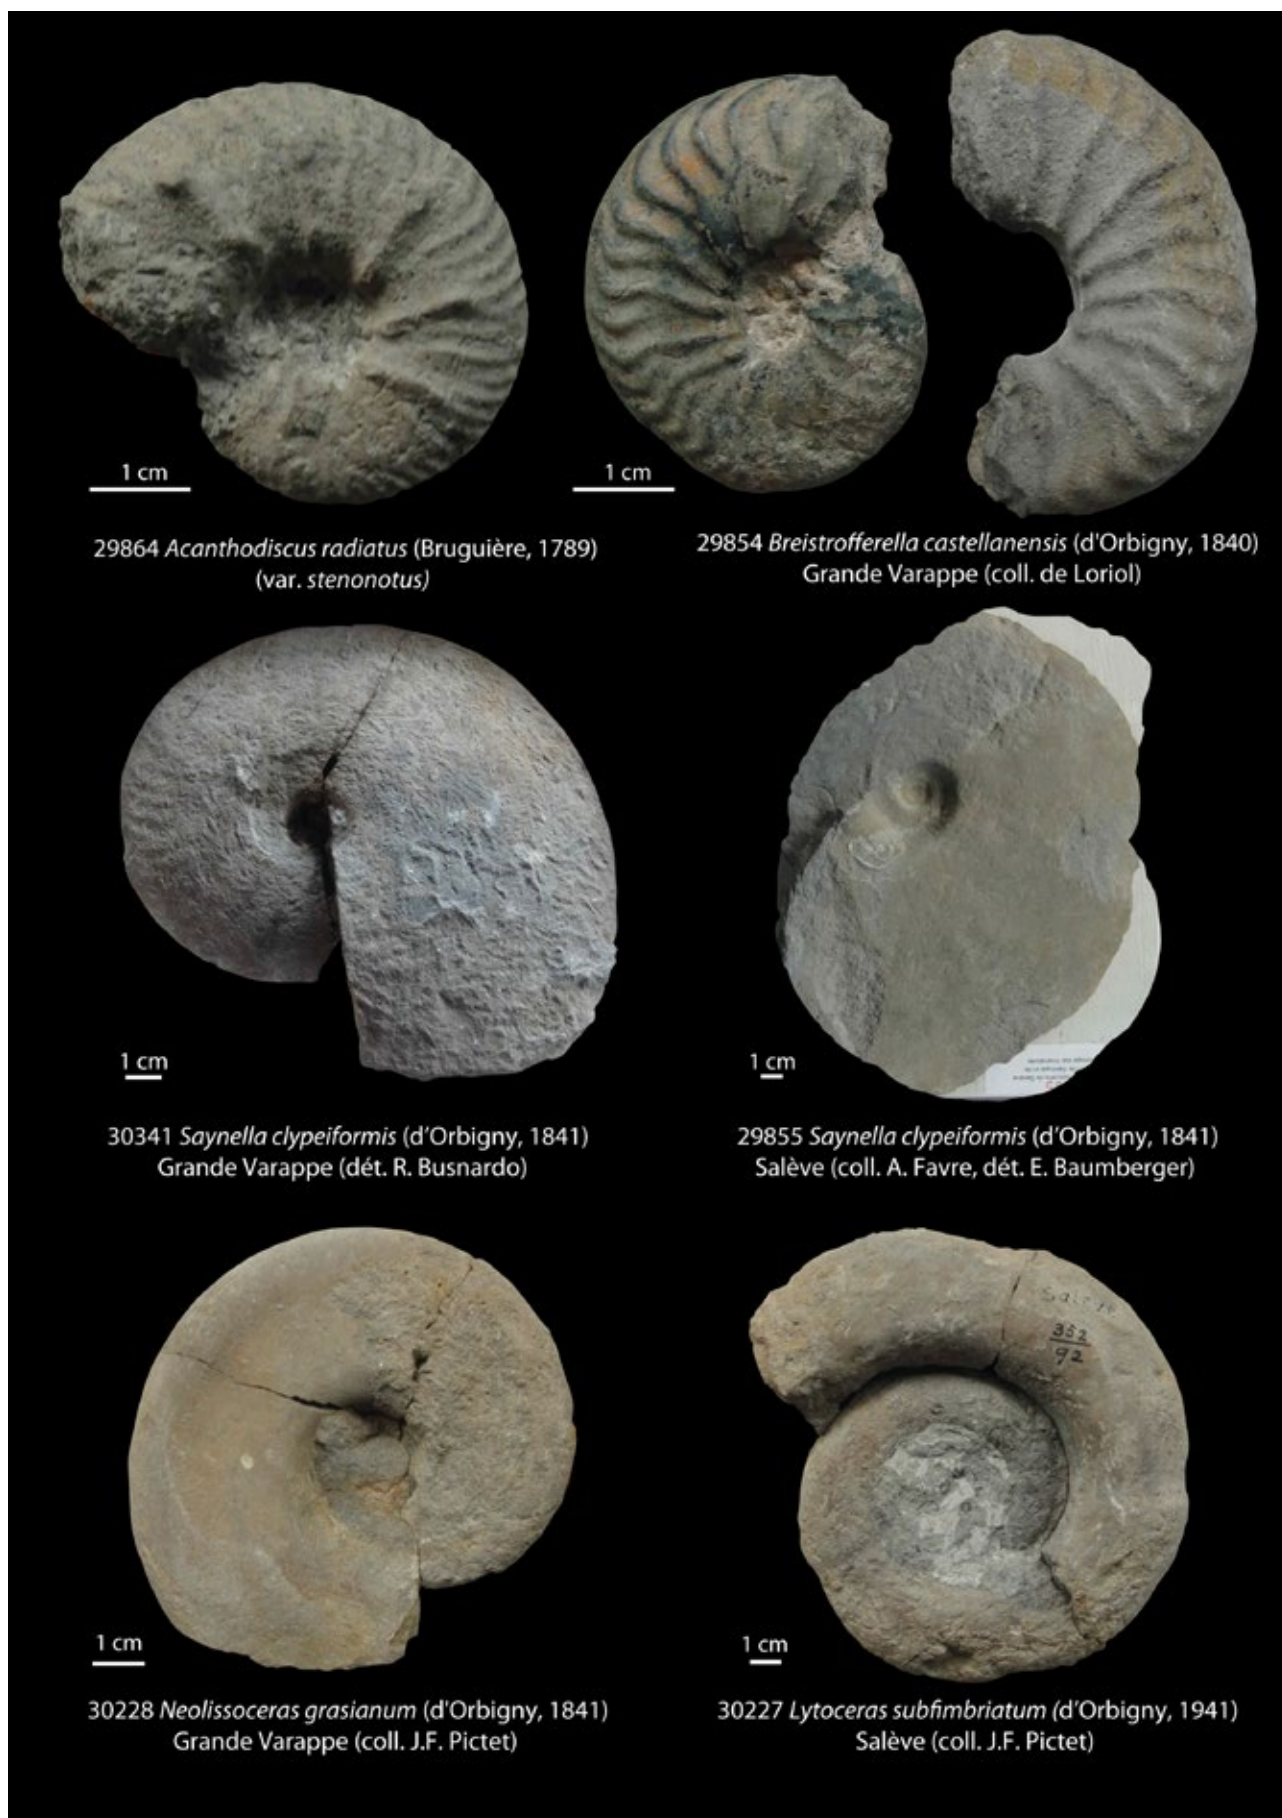 1 cm
29864 Acanthodiscus radiatus (Bruguière, 1789)
(var. stenonotus)
1 cm
29854 Breistrofferella castellanensis (d'Orbigny, 1840)
Grande Varappe (coll. de Loriol)
1 cm
30341 Saynella clypeiformis (d'Orbigny, 1841)
Grande Varappe (dét. R. Busnardo)
1 cm
29855 Saynella clypeiformis (d'Orbigny, 1841)
Salève (coll. A. Favre, dét. E. Baumberger)
1 cm
30228 Neolissoceras grasianum (d'Orbigny, 1841)
Grande Varappe (coll. J.F. Pictet)
352
92
1 cm
30227 Lytoceras subfimbriatum (d'Orbigny, 1941)
Salève (coll. J.F. Pictet)